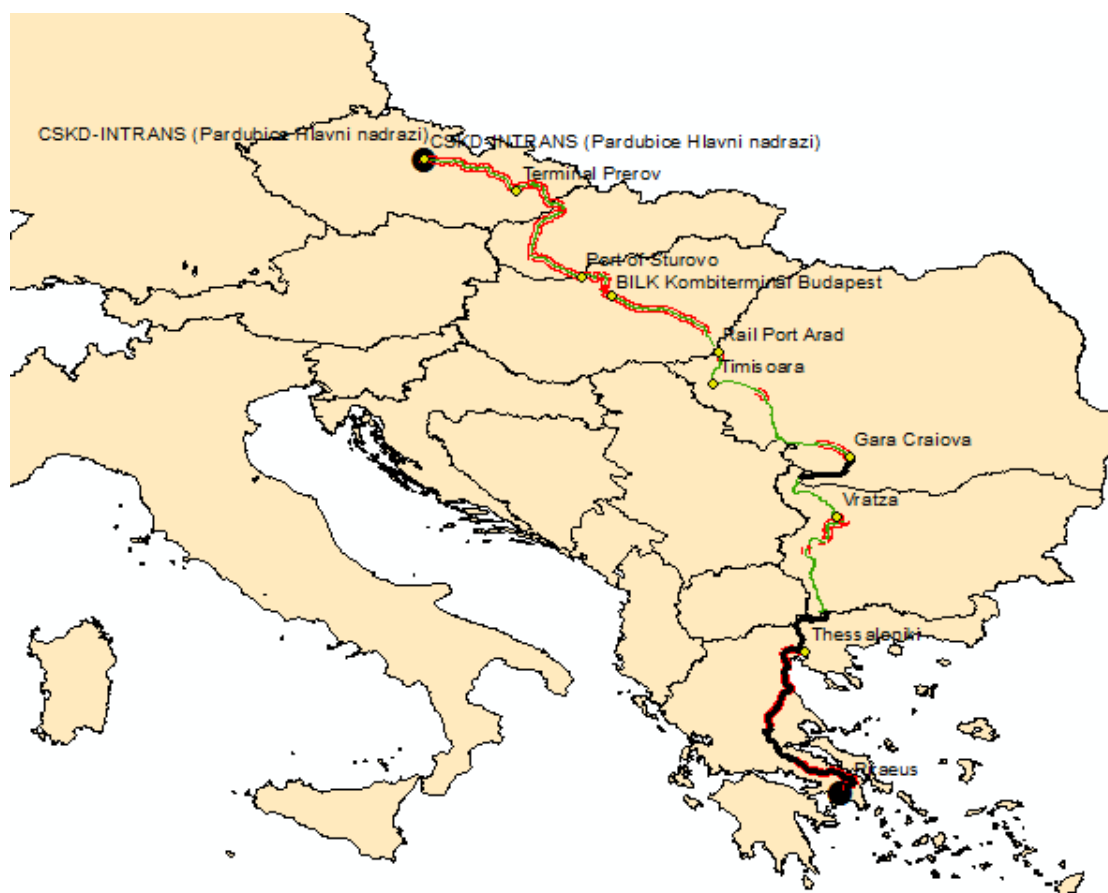 CSKD-INTRANS (Pardubice Hlavni nadrazi)
CSKD-INTRANS (Pardubice Hlavni nadrazi)
Terminal Prerov
Port of Sturovo
BILK Kombiterminal Budapest
Rail Port Arad
Timisoara
Gara Craiova
Vratza
Thessaloniki
Piraeus